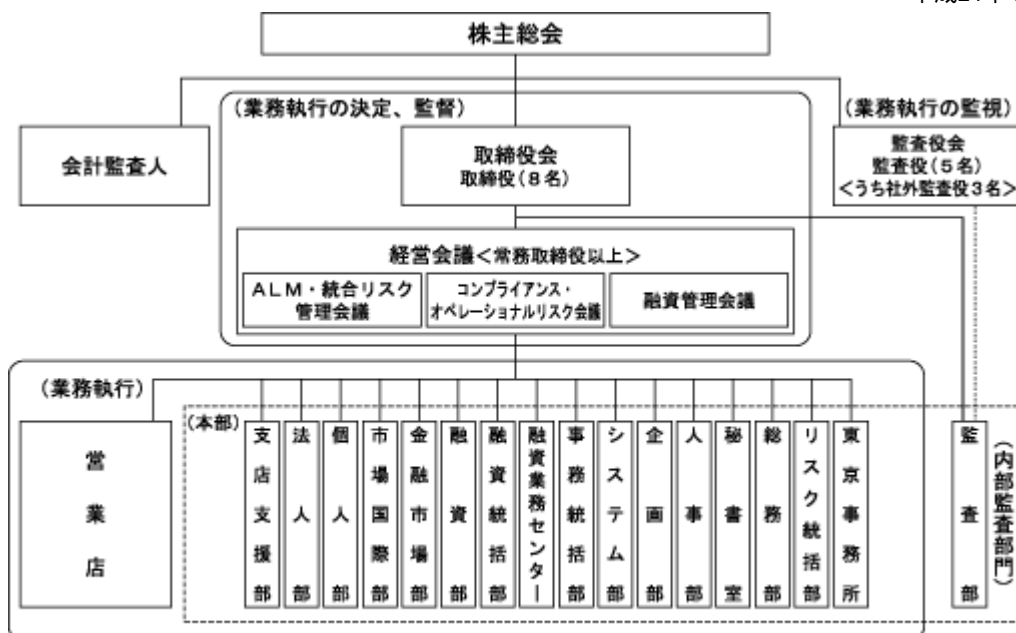 株主総会
(業務執行の決定、監督)
(業務執行の監視)
会計監査人
取締役会
取締役(8名)
監査役会
監査役(5名)
<うち社外監査役3名>
経営会議<常務取締役以上>
ALM・統合リスク
管理会議
コンプライアンス・
オペレーショナルリスク会議
融資管理会議
(業務執行)
(本部)
営業店
支店支援部
法人部
個人部
市場国際部
金融市場部
融資部
融資統括部
融資業務センター
事務統括部
システム部
企画部
人事部
秘書室
総務部
リスク統括部
東京事務所
監査部
(内部監査部門)